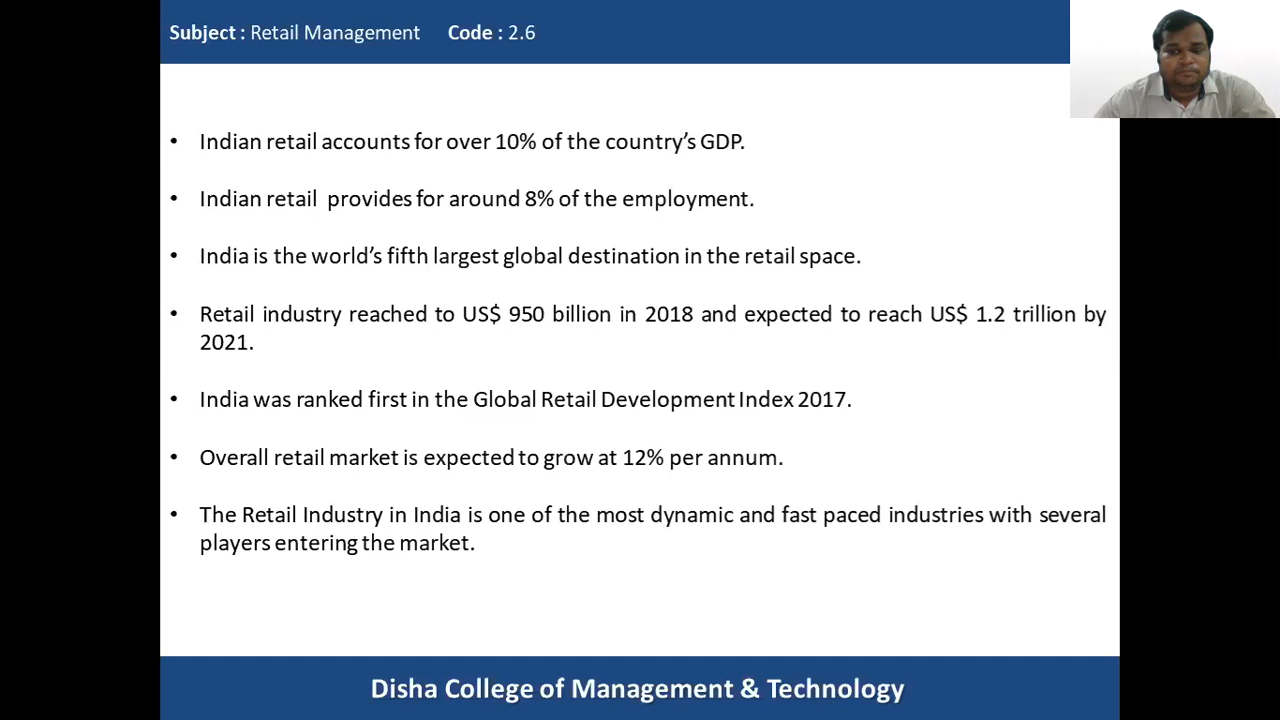 Subject : Retail Management Code : 2.6
• Indian retail accounts for over 10% of the country’s GDP.
• Indian retail provides for around 8% of the employment.
• India is the world’s fifth largest global destination in the retail space.
• Retail industry reached to US$ 950 billion in 2018 and expected to reach US$ 1.2 trillion by
2021.
• India was ranked first in the Global Retail Development Index 2017.
• Overall retail market is expected to grow at 12% per annum.
• The Retail Industry in India is one of the most dynamic and fast paced industries with several
players entering the market.
Disha College of Management & Technology